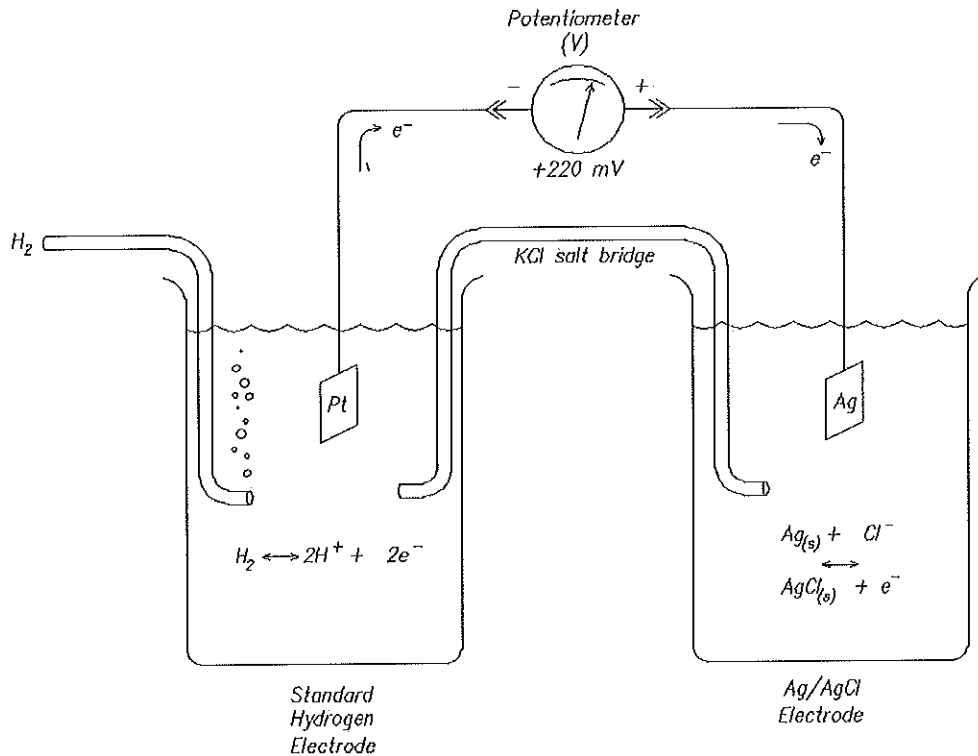 Potentiometer
(V)
- +
e⁻
e⁻
+220 mV
H₂
KCl salt bridge
Pt
Ag
H₂ ⟷ 2H⁺ + 2e⁻
Ag(s) + Cl⁻
⟷
AgCl(s) + e⁻
Standard
Hydrogen
Electrode
Ag/AgCl
Electrode